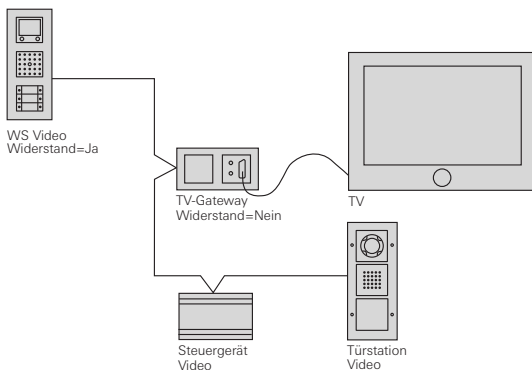 WS Video
Widerstand=Ja
TV-Gateway
Widerstand=Nein
TV
Steuergerät
Video
Türstation
Video